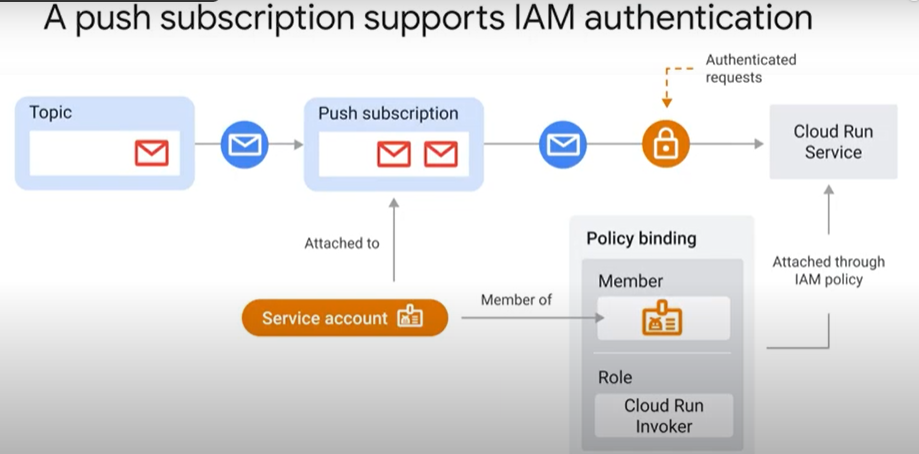 A push subscription supports IAM authentication
Authenticated
requests
Topic
Push subscription
Cloud Run
Service
Attached to
Policy binding
Attached through
IAM policy
Member
Service account
Member of
Role
Cloud Run
Invoker